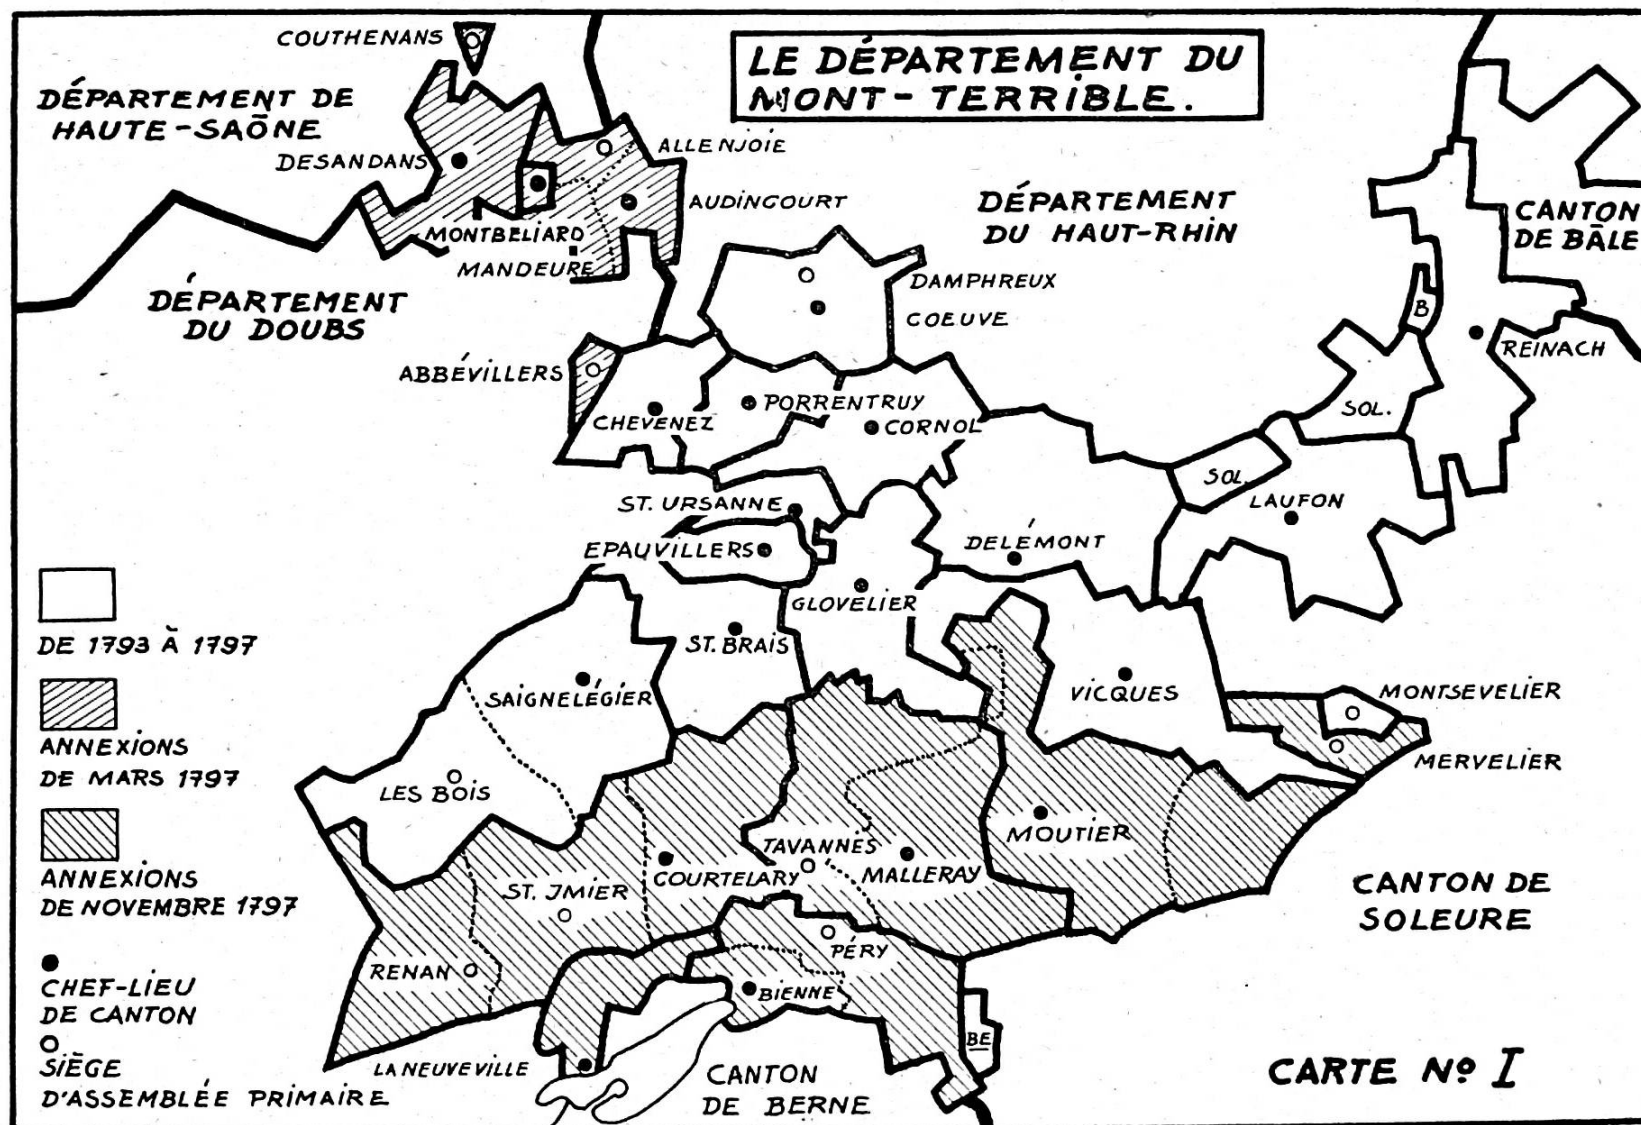 LE DÉPARTEMENT DU
MONT-TERRIBLE.
COUTHENANS
DÉPARTEMENT DE
HAUTE-SAÔNE
DESANDANS
ALLENJOIE
AUDINCOURT
MONTBELIARD
MANDEURE
DÉPARTEMENT
DU HAUT-RHIN
CANTON
DE BÂLE
DÉPARTEMENT
DU DOUBS
DAMPHREUX
COEUVE
B
REINACH
ABBÉVILLERS
CHEVENEZ
PORRENTRUY
CORNOL
SOL.
SOL.
LAUFON
ST. URSANNE
EPAUVILLERS
DELÉMONT
GLOVELIER
ST. BRAIS
SAIGNELÉGIER
VICQUES
MONTSEVELIER
MERVELIER
LES BOIS
MOUTIER
TAVANNES
MALLERAY
COURTELARY
ST. IMIER
RENAN
PÉRY
BIENNE
LA NEUVEVILLE
BE
CANTON DE
SOLEURE
CANTON
DE BERNE
DE 1793 À 1797
ANNEXIONS
DE MARS 1797
ANNEXIONS
DE NOVEMBRE 1797
CHEF-LIEU
DE CANTON
SIÈGE
D'ASSEMBLÉE PRIMAIRE
CARTE Nº I